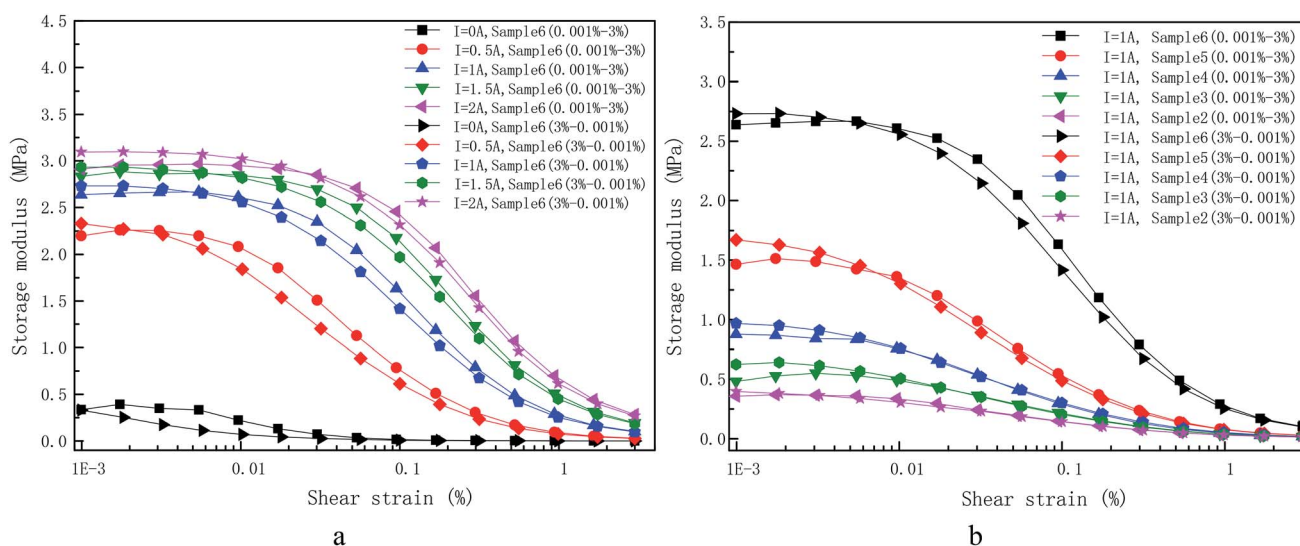 4.5
4.0
3.5
3.0
2.5
2.0
1.5
1.0
0.5
0.0
Storage modulus (MPa)
I=0A,Sample6(0.001%-3%)
I=0.5A,Sample6(0.001%-3%)
I=1A,Sample6(0.001%-3%)
I=1.5A,Sample6(0.001%-3%)
I=2A,Sample6(0.001%-3%)
I=0A,Sample6(3%-0.001%)
I=0.5A,Sample6(3%-0.001%)
I=1A,Sample6(3%-0.001%)
I=1.5A,Sample6(3%-0.001%)
I=2A,Sample6(3%-0.001%)
1E-3 0.01 0.1 1
Shear strain (%)
a
3.5
3.0
2.5
2.0
1.5
1.0
0.5
0.0
Storage modulus (MPa)
I=1A, Sample6(0.001%-3%)
I=1A, Sample5(0.001%-3%)
I=1A, Sample4(0.001%-3%)
I=1A, Sample3(0.001%-3%)
I=1A, Sample2(0.001%-3%)
I=1A, Sample6(3%-0.001%)
I=1A, Sample5(3%-0.001%)
I=1A, Sample4(3%-0.001%)
I=1A, Sample3(3%-0.001%)
I=1A, Sample2(3%-0.001%)
1E-3 0.01 0.1 1
Shear strain (%)
b